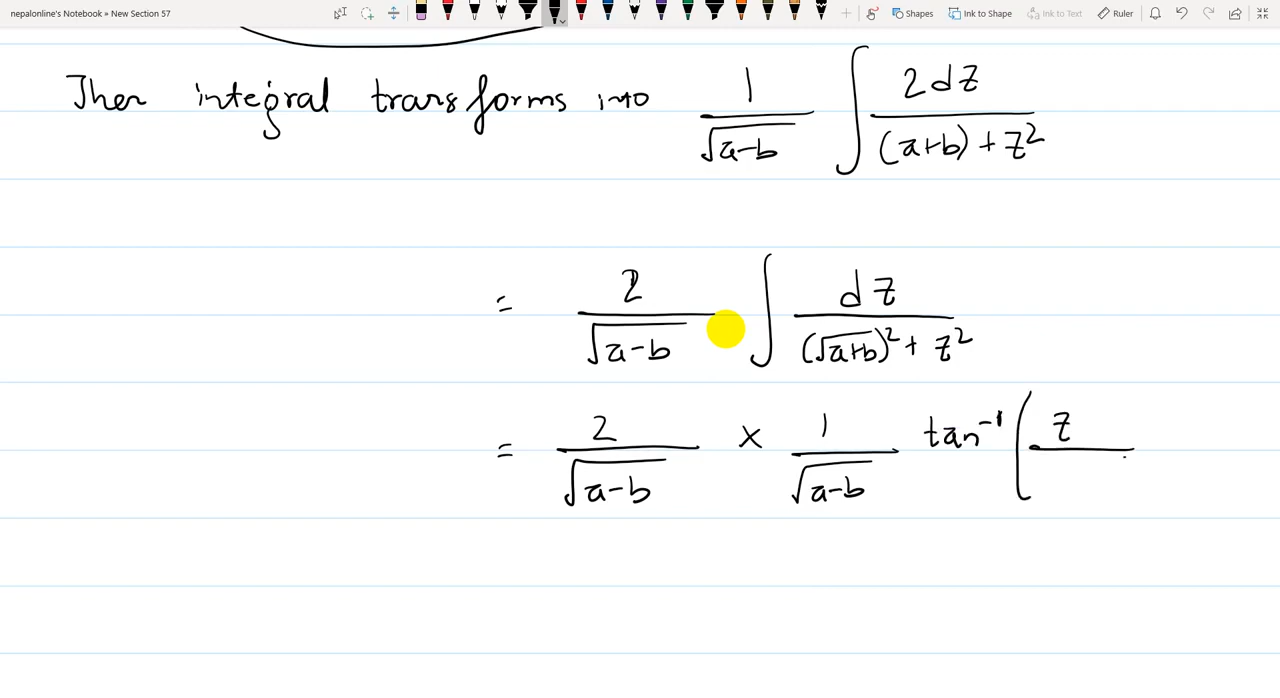 nepalonline's Notebook » New Section 57
Shapes Ink to Shape Ink to Text Ruler
Then integral transforms into 1/√(a-b) ∫ 2dz/((a+b)+z²)
= 2/√(a-b) ∫ dz/((√(a+b))²+z²)
= 2/√(a-b) × 1/√(a-b) tan⁻¹(z/